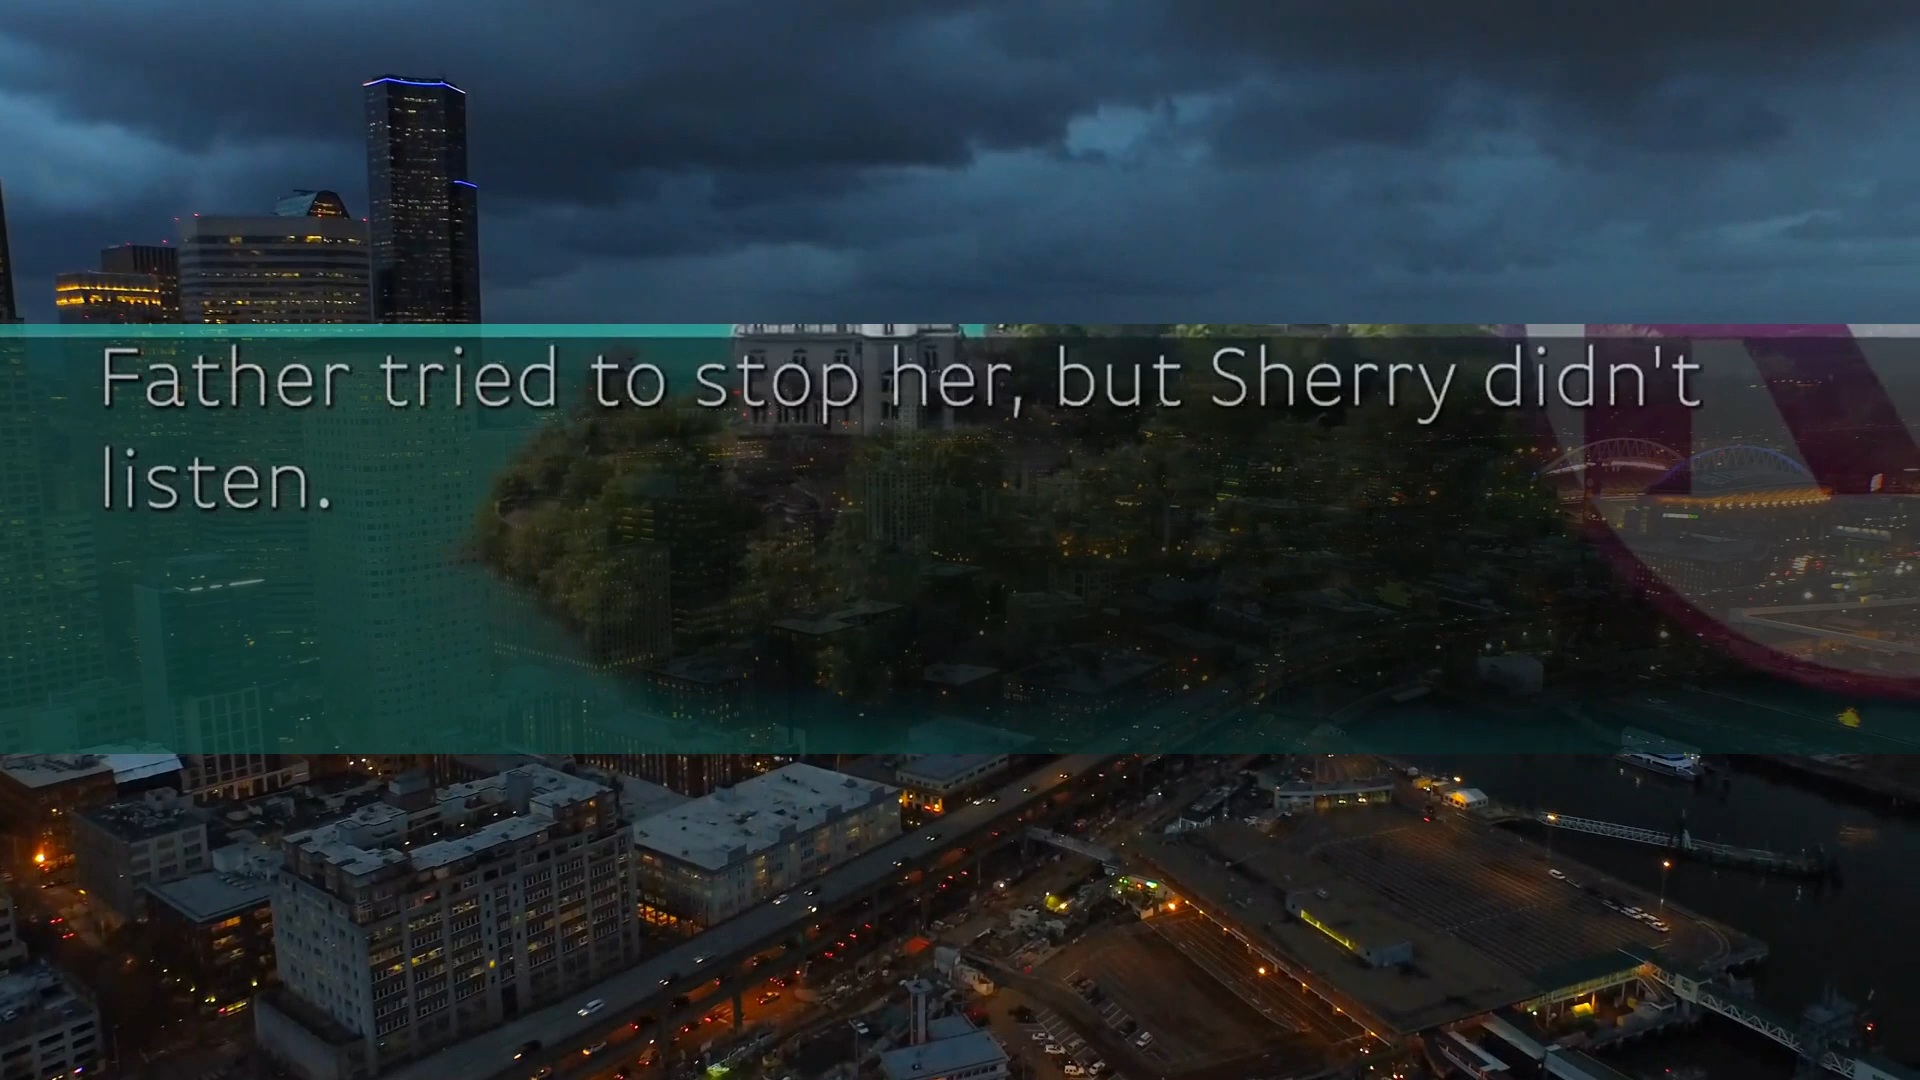 Father tried to stop her, but Sherry didn't
listen.